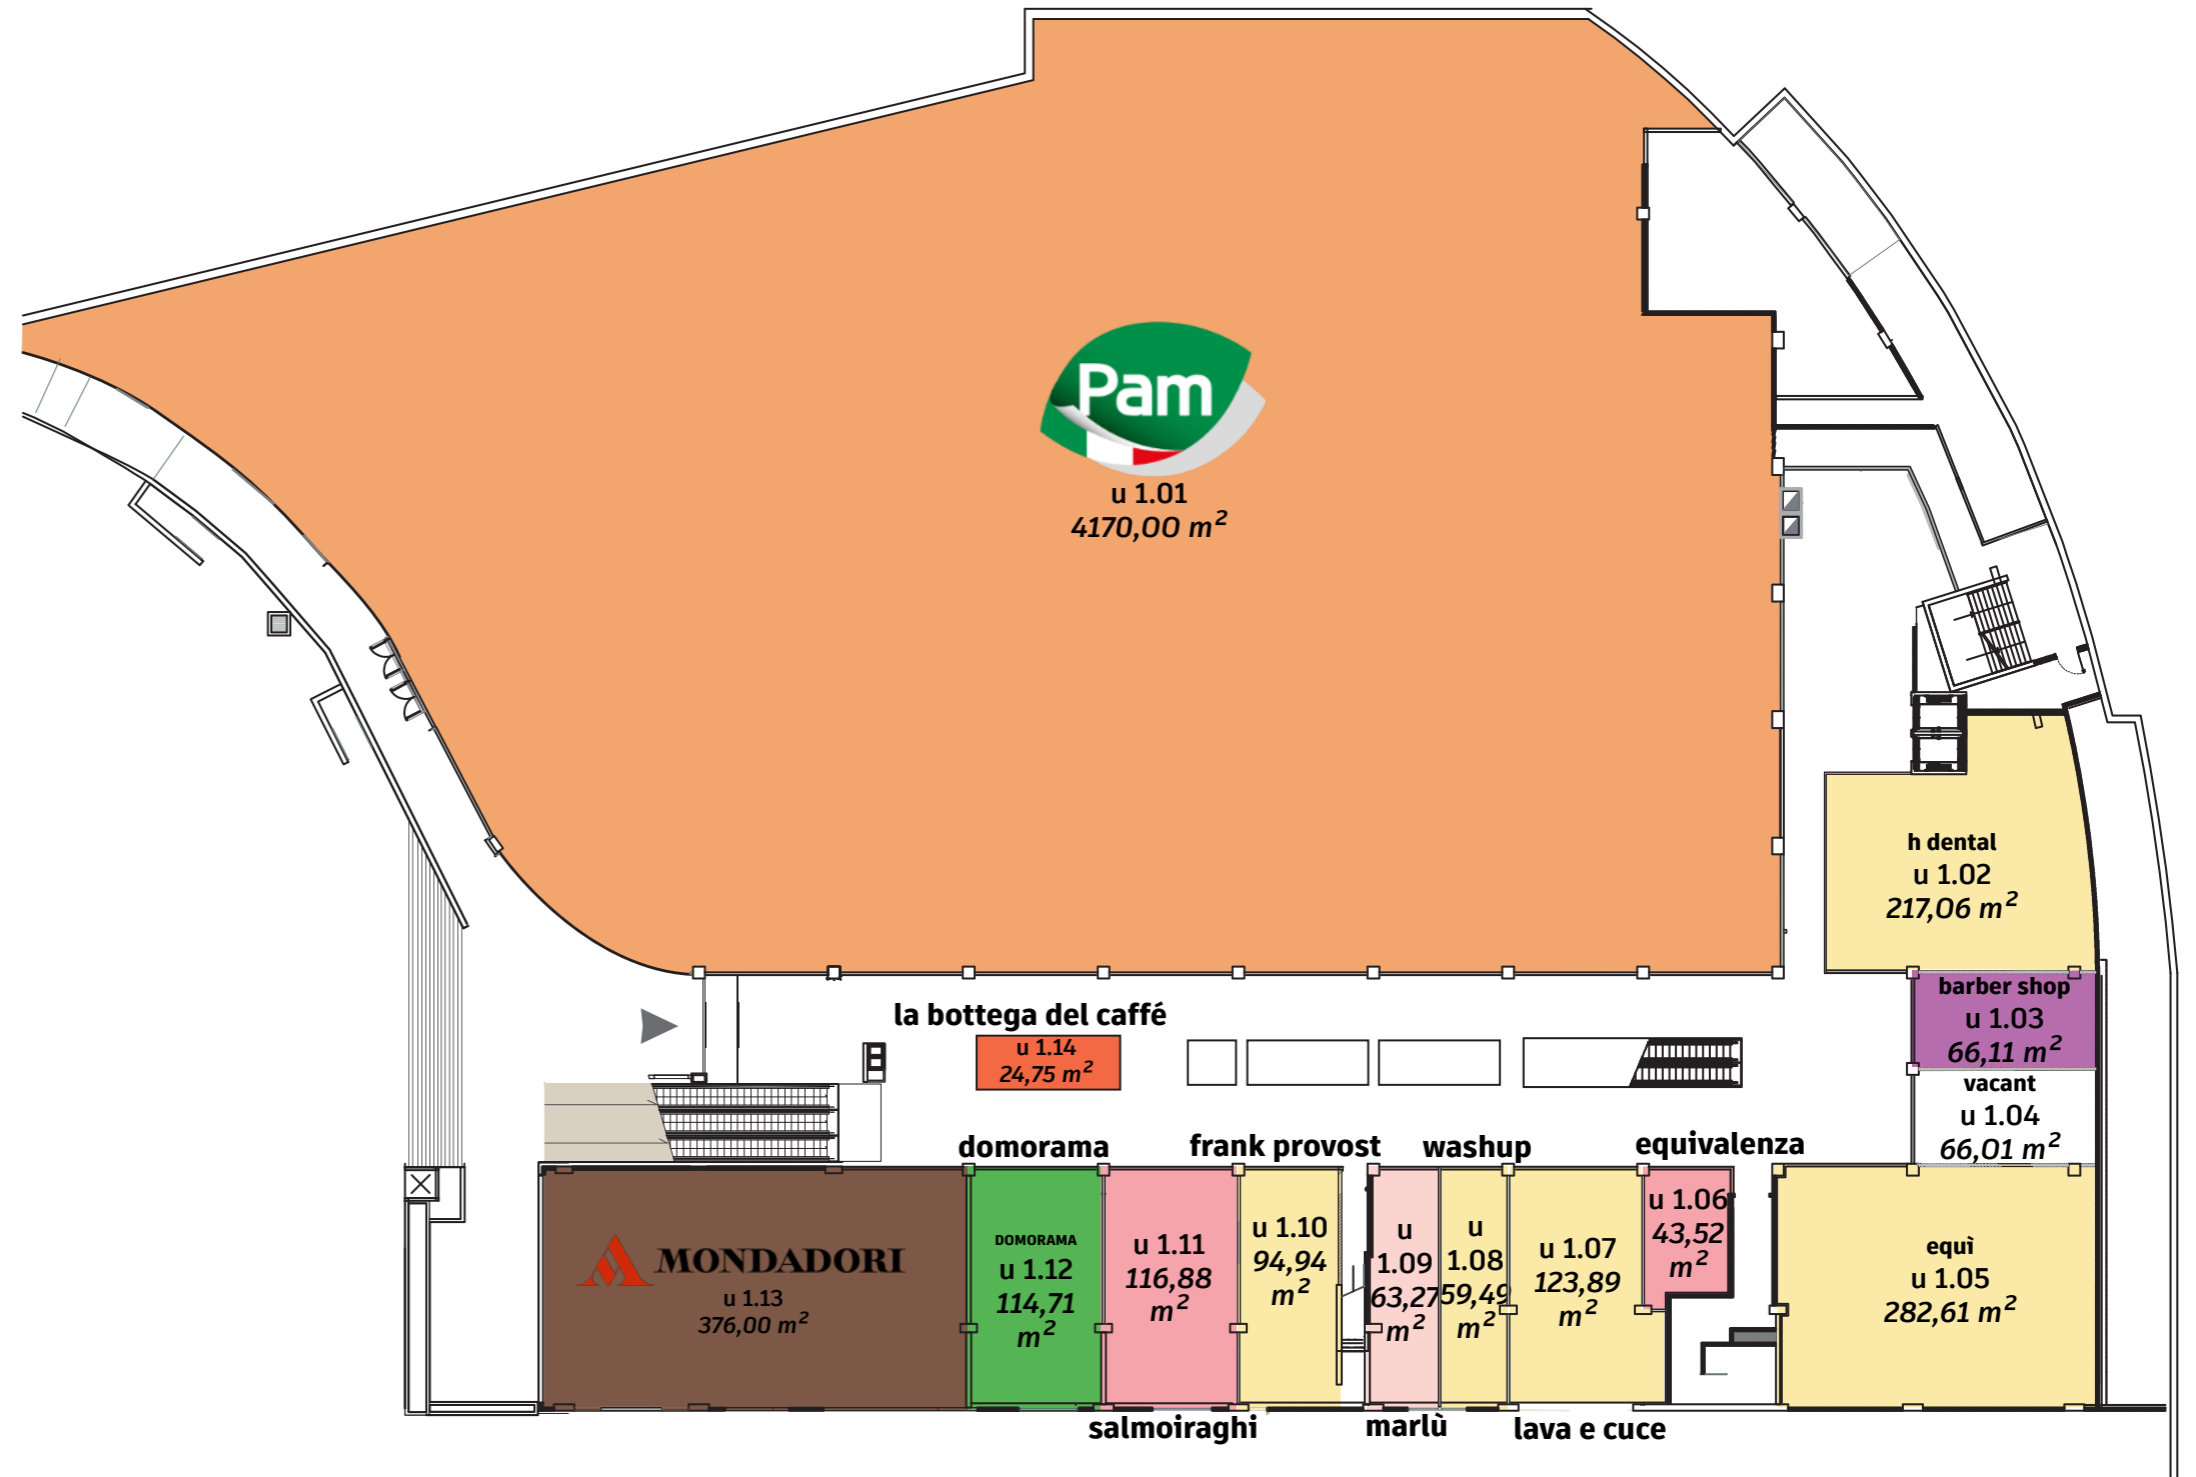 Pam
u 1.01
4170,00 m²
h dental
u 1.02
217,06 m²
barber shop
u 1.03
66,11 m²
vacant
u 1.04
66,01 m²
la bottega del caffé
u 1.14
24,75 m²
domorama
frank provost
washup
equivalenza
MONDADORI
u 1.13
376,00 m²
DOMORAMA
u 1.12
114,71
m²
u 1.11
116,88
m²
u 1.10
94,94
m²
u
1.09
63,27
m²
u
1.08
59,49
m²
u 1.07
123,89
m²
u 1.06
43,52
m²
equì
u 1.05
282,61 m²
salmoiraghi
marlù
lava e cuce